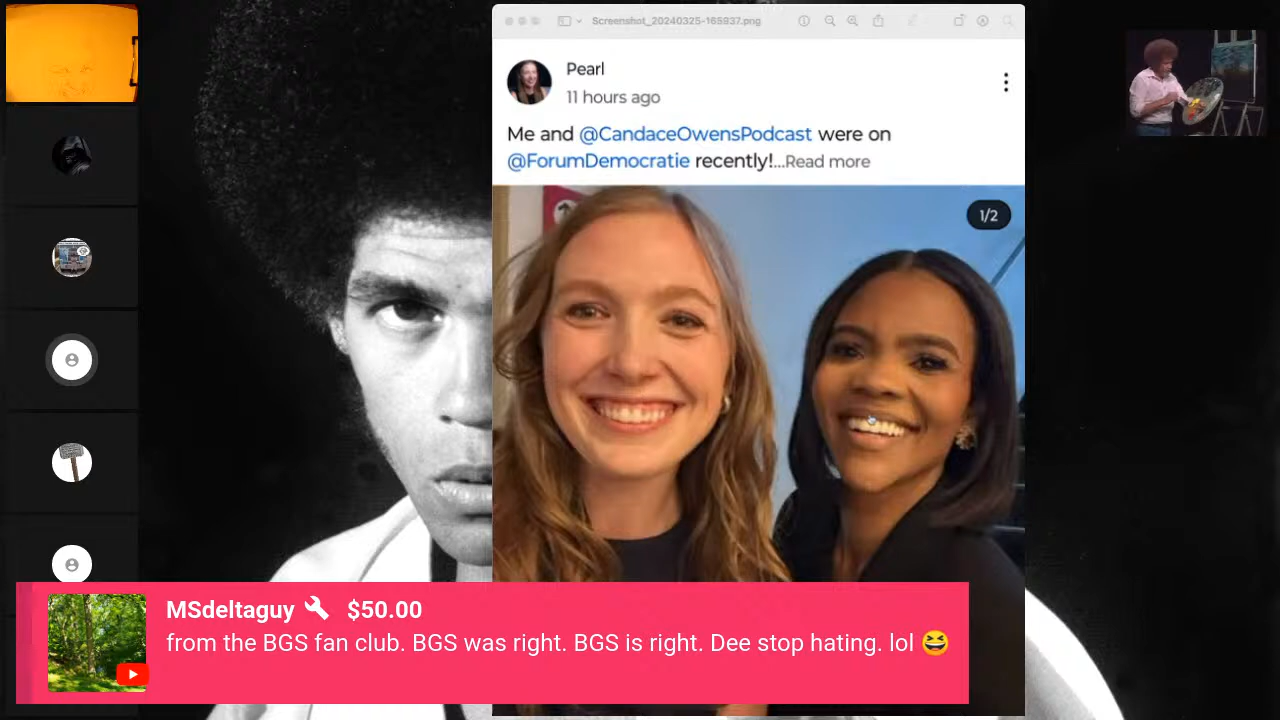 Screenshot_20240325-165937.png
Pearl
11 hours ago
Me and @CandaceOwensPodcast were on
@ForumDemocratie recently!...Read more
1/2
MSdeltaguy $50.00
from the BGS fan club. BGS was right. BGS is right. Dee stop hating. lol 😆